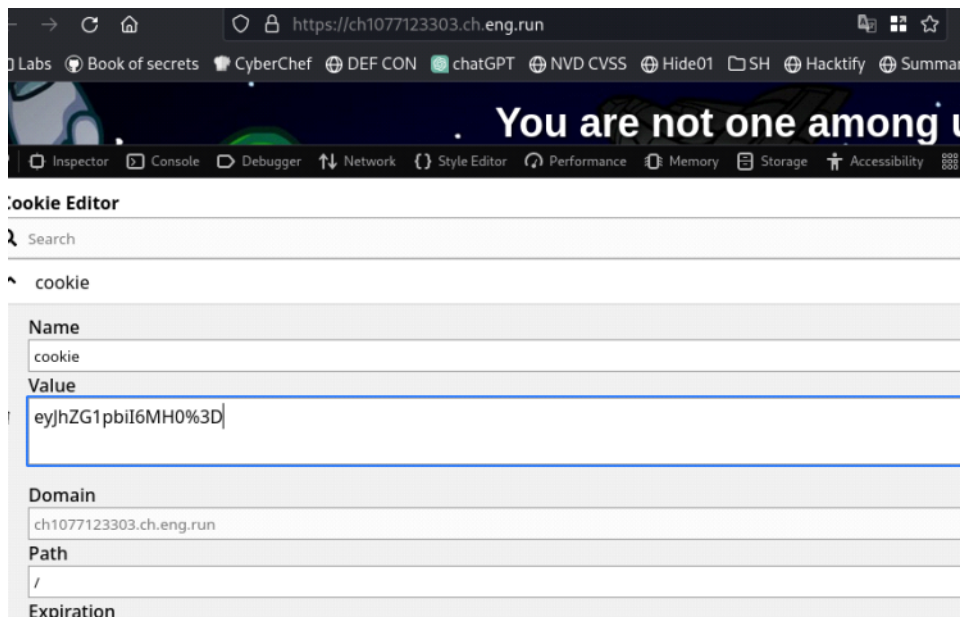 https://ch1077123303.ch.eng.run
Labs Book of secrets CyberChef DEF CON chatGPT NVD CVSS Hide01 SH Hacktify Summar
You are not one among u
Inspector Console Debugger Network Style Editor Performance Memory Storage Accessibility
Cookie Editor
Search
cookie
Name
cookie
Value
eyJhZG1pbiI6MH0%3D
Domain
ch1077123303.ch.eng.run
Path
/
Expiration